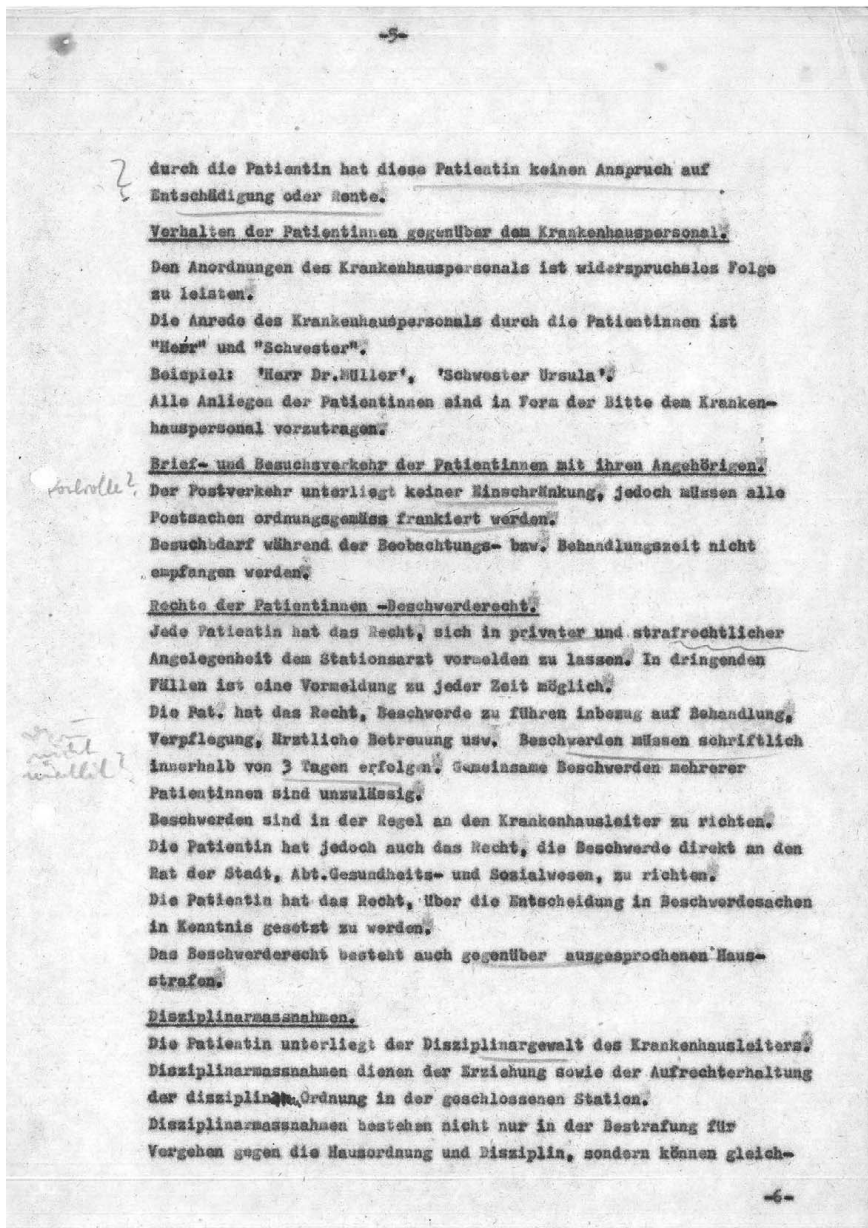 -5-
durch die Patientin hat diese Patientin keinen Anspruch auf
Entschädigung oder Rente.
Verhalten der Patientinnen gegenüber dem Krankenhauspersonal.
Den Anordnungen des Krankenhauspersonals ist widerspruchslos Folge
zu leisten.
Die Anrede des Krankenhauspersonals durch die Patientinnen ist
"Herr" und "Schwester".
Beispiel: 'Herr Dr.Müller', 'Schwester Ursula'.
Alle Anliegen der Patientinnen sind in Form der Bitte dem Kranken-
hauspersonal vorzutragen.
Brief- und Besuchsverkehr der Patientinnen mit ihren Angehörigen.
Kontrolle?
Der Postverkehr unterliegt keiner Einschränkung, jedoch müssen alle
Postsachen ordnungsgemäss frankiert werden.
Besuchbdarf während der Beobachtungs- bzw. Behandlungszeit nicht
empfangen werden.
Rechte der Patientinnen -Beschwerderecht.
Jede Patientin hat das Recht, sich in privater und strafrechtlicher
Angelegenheit dem Stationsarzt vormelden zu lassen. In dringenden
Fällen ist eine Vormeldung zu jeder Zeit möglich.
Die Pat. hat das Recht, Beschwerde zu führen inbezug auf Behandlung,
Verpflegung, ärztliche Betreuung usw. Beschwerden müssen schriftlich
nicht
innerhalb von 3 Tagen erfolgen. Gemeinsame Beschwerden mehrerer
Patientinnen sind unzulässig.
Beschwerden sind in der Regel an den Krankenhausleiter zu richten.
Die Patientin hat jedoch auch das Recht, die Beschwerde direkt an den
Rat der Stadt, Abt.Gesundheits- und Sozialwesen, zu richten.
Die Patientin hat das Recht, über die Entscheidung in Beschwerdesachen
in Kenntnis gesetzt zu werden.
Das Beschwerderecht besteht auch gegenüber ausgesprochenen Haus-
strafen.
Disziplinarmassnahmen.
Die Patientin unterliegt der Disziplinargewalt des Krankenhausleiters.
Disziplinarmassnahmen dienen der Erziehung sowie der Aufrechterhaltung
der disziplin Ordnung in der geschlossenen Station.
Disziplinarmassnahmen bestehen nicht nur in der Bestrafung für
Vergehen gegen die Hausordnung und Disziplin, sondern können gleich-
-6-